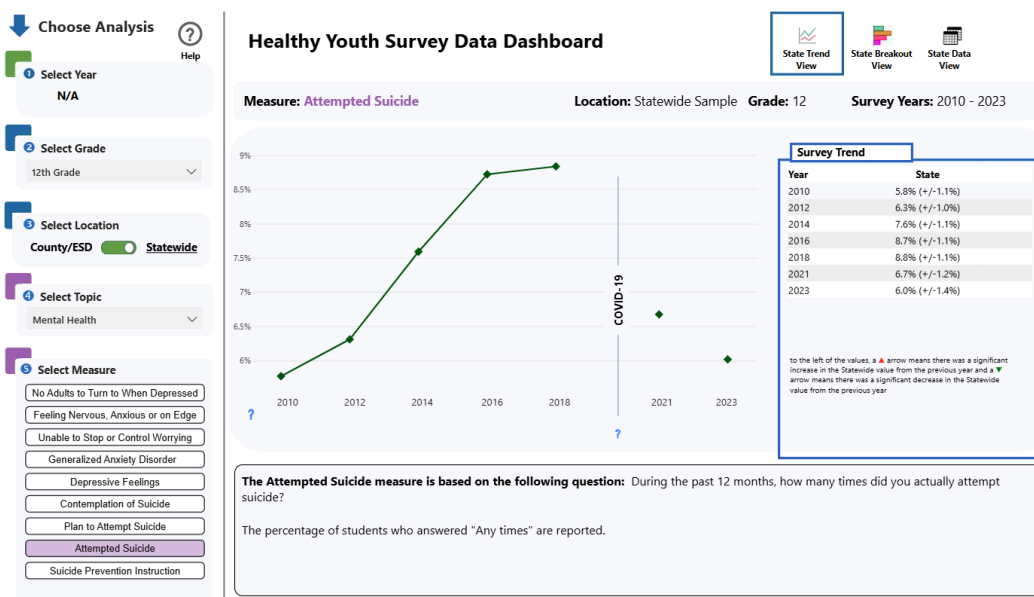 Choose Analysis
?
Help
1 Select Year
N/A
2 Select Grade
12th Grade
3 Select Location
County/ESD Statewide
4 Select Topic
Mental Health
5 Select Measure
No Adults to Turn to When Depressed
Feeling Nervous, Anxious or on Edge
Unable to Stop or Control Worrying
Generalized Anxiety Disorder
Depressive Feelings
Contemplation of Suicide
Plan to Attempt Suicide
Attempted Suicide
Suicide Prevention Instruction
Healthy Youth Survey Data Dashboard
State Trend
View
State Breakout
View
State Data
View
Measure: Attempted Suicide Location: Statewide Sample Grade: 12 Survey Years: 2010 - 2023
9%
8.5%
8%
7.5%
7%
6.5%
6%
COVID-19
2010 2012 2014 2016 2018 2021 2023
? ?
Survey Trend
Year State
2010 5.8% (+/-1.1%)
2012 6.3% (+/-1.0%)
2014 7.6% (+/-1.1%)
2016 8.7% (+/-1.1%)
2018 8.8% (+/-1.1%)
2021 6.7% (+/-1.2%)
2023 6.0% (+/-1.4%)
to the left of the values, a ▲ arrow means there was a significant
increase in the Statewide value from the previous year and a ▼
arrow means there was a significant decrease in the Statewide
value from the previous year
The Attempted Suicide measure is based on the following question: During the past 12 months, how many times did you actually attempt
suicide?
The percentage of students who answered "Any times" are reported.